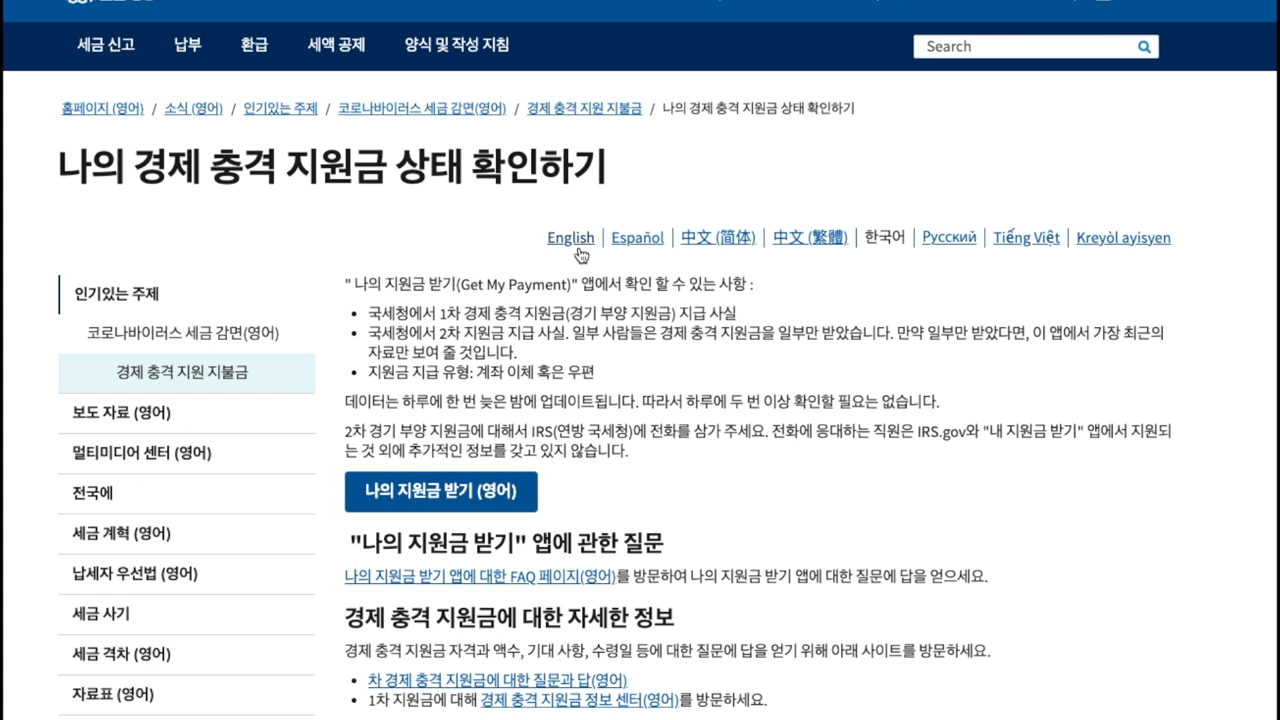 세금 신고 납부 환급 세액 공제 양식 및 작성 지침 Search
홈페이지 (영어) / 소식 (영어) / 인기있는 주제 / 코로나바이러스 세금 감면(영어) / 경제 충격 지원 지불금 / 나의 경제 충격 지원금 상태 확인하기
나의 경제 충격 지원금 상태 확인하기
English | Español | 中文 (简体) | 中文 (繁體) | 한국어 | Русский | Tiếng Việt | Kreyòl ayisyen
인기있는 주제
코로나바이러스 세금 감면(영어)
경제 충격 지원 지불금
보도 자료 (영어)
멀티미디어 센터 (영어)
전국에
세금 계혁 (영어)
납세자 우선법 (영어)
세금 사기
세금 격차 (영어)
자료표 (영어)
" 나의 지원금 받기(Get My Payment)" 앱에서 확인 할 수 있는 사항 :
• 국세청에서 1차 경제 충격 지원금(경기 부양 지원금) 지급 사실
• 국세청에서 2차 지원금 지급 사실. 일부 사람들은 경제 충격 지원금을 일부만 받았습니다. 만약 일부만 받았다면, 이 앱에서 가장 최근의
자료만 보여 줄 것입니다.
• 지원금 지급 유형: 계좌 이체 혹은 우편
데이터는 하루에 한 번 늦은 밤에 업데이트됩니다. 따라서 하루에 두 번 이상 확인할 필요는 없습니다.
2차 경기 부양 지원금에 대해서 IRS(연방 국세청)에 전화를 삼가 주세요. 전화에 응대하는 직원은 IRS.gov와 "내 지원금 받기" 앱에서 지원되
는 것 외에 추가적인 정보를 갖고 있지 않습니다.
나의 지원금 받기 (영어)
"나의 지원금 받기" 앱에 관한 질문
나의 지원금 받기 앱에 대한 FAQ 페이지(영어)를 방문하여 나의 지원금 받기 앱에 대한 질문에 답을 얻으세요.
경제 충격 지원금에 대한 자세한 정보
경제 충격 지원금 자격과 액수, 기대 사항, 수령일 등에 대한 질문에 답을 얻기 위해 아래 사이트를 방문하세요.
• 차 경제 충격 지원금에 대한 질문과 답(영어)
• 1차 지원금에 대해 경제 충격 지원금 정보 센터(영어)를 방문하세요.